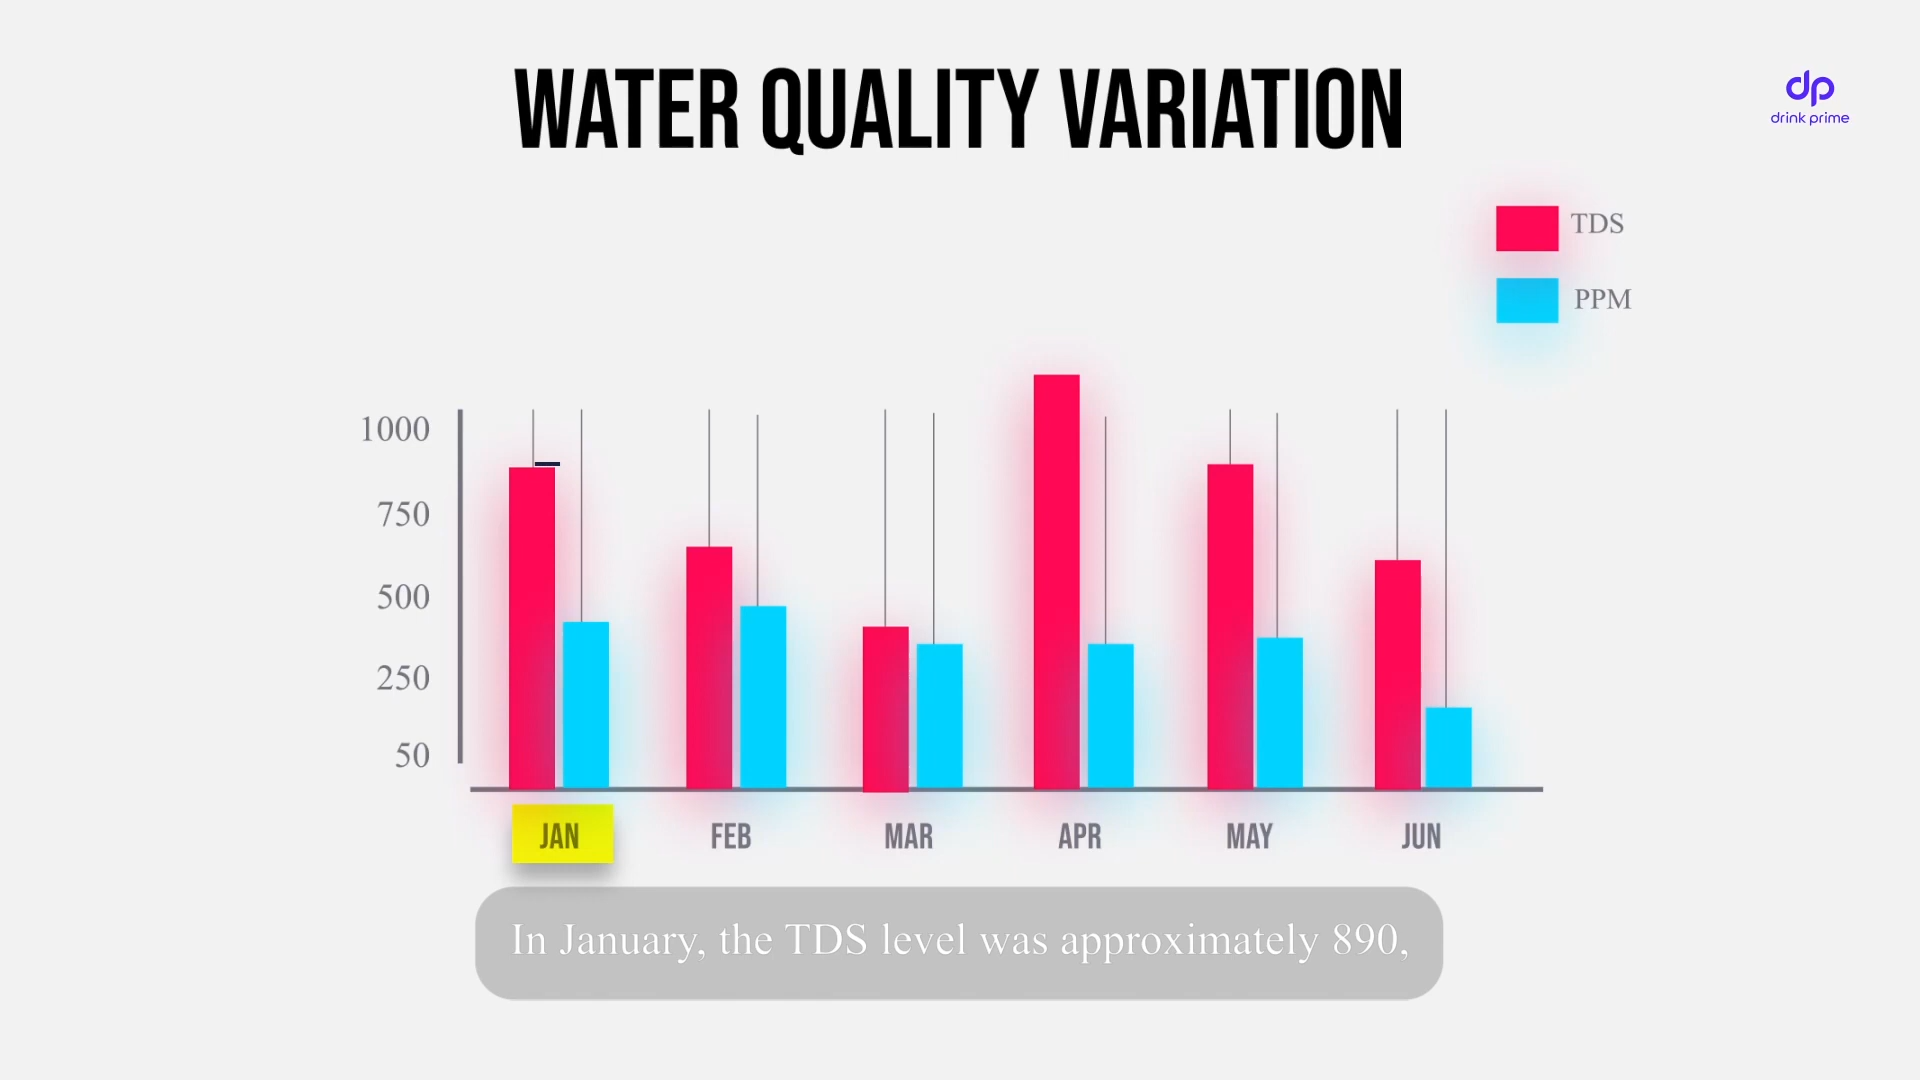 WATER QUALITY VARIATION
dp
drink prime
TDS
PPM
1000
750
500
250
50
JAN
FEB
MAR
APR
MAY
JUN
In January, the TDS level was approximately 890,